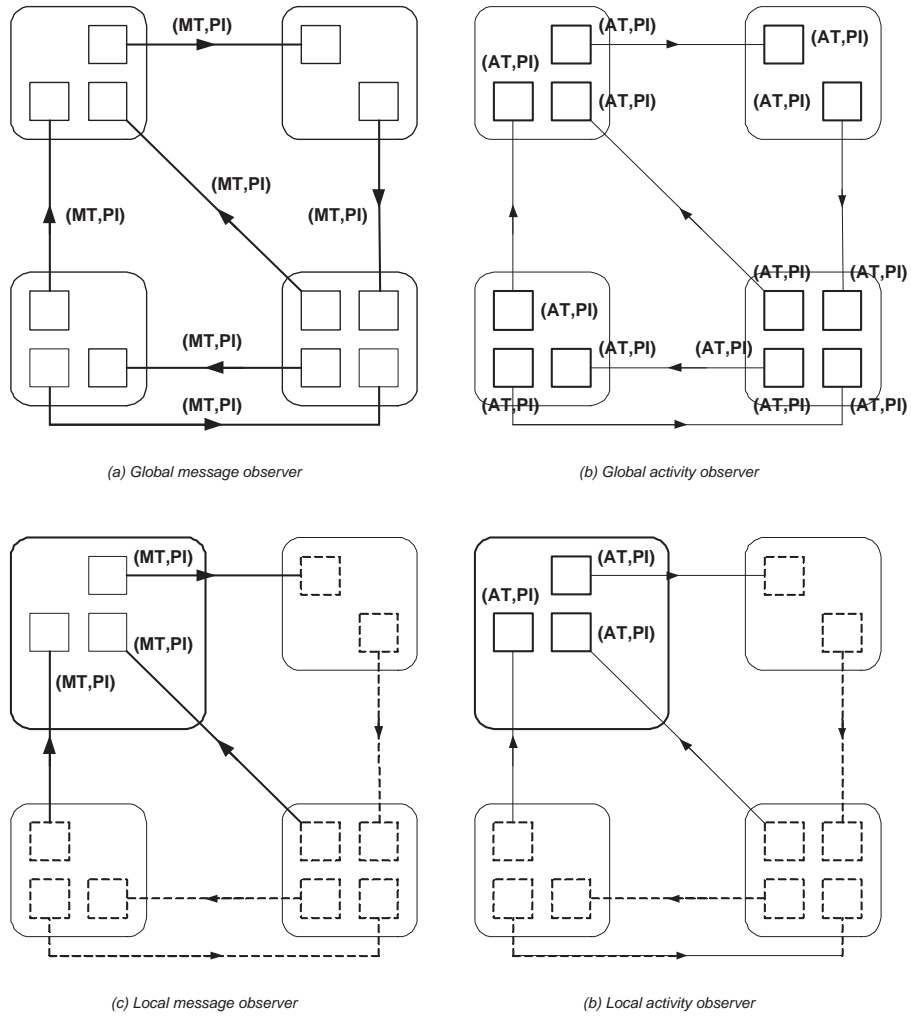 (MT,PI)
(MT,PI)
(MT,PI)
(MT,PI)
(MT,PI)
(MT,PI)
(a) Global message observer
(AT,PI)
(AT,PI)
(AT,PI)
(AT,PI)
(AT,PI)
(AT,PI)
(AT,PI)
(AT,PI)
(AT,PI)
(AT,PI)
(AT,PI)
(AT,PI)
(AT,PI)
(b) Global activity observer
(MT,PI)
(MT,PI)
(MT,PI)
(c) Local message observer
(AT,PI)
(AT,PI)
(AT,PI)
(b) Local activity observer